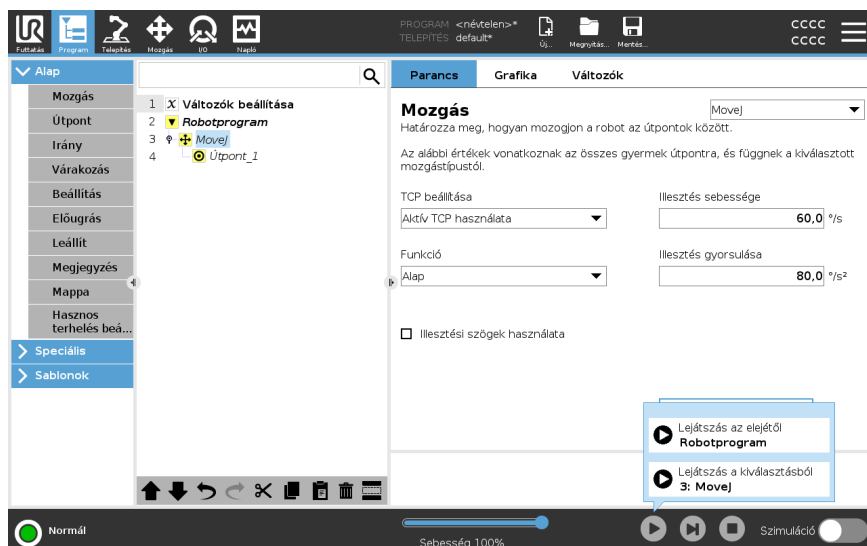 UR
Futtatás
Program
Telepítés
Mozgás
I/O
Napló
PROGRAM <névtelen>*
TELEPÍTÉS default*
Új...
Megnyitás...
Mentés...
cccc
cccc
Alap
Mozgás
Útpont
Irány
Várakozás
Beállítás
Előugrás
Leállít
Megjegyzés
Mappa
Hasznos
terhelés beá...
Speciális
Sablonok
1 X Változók beállítása
2 Robotprogram
3 MoveJ
4 Útpont_1
Parancs Grafika Változók
Mozgás
MoveJ
Határozza meg, hogyan mozogjon a robot az útpontok között.
Az alábbi értékek vonatkoznak az összes gyermek útpontra, és függnek a kiválasztott
mozgástípustól.
TCP beállítása
Illesztés sebessége
Aktív TCP használata
60,0 °/s
Funkció
Illesztés gyorsulása
Alap
80,0 °/s²
Illesztési szögek használata
Lejátszás az elejétől
Robotprogram
Lejátszás a kiválasztásból
3: MoveJ
Normál
Sebesség 100%
Szimuláció